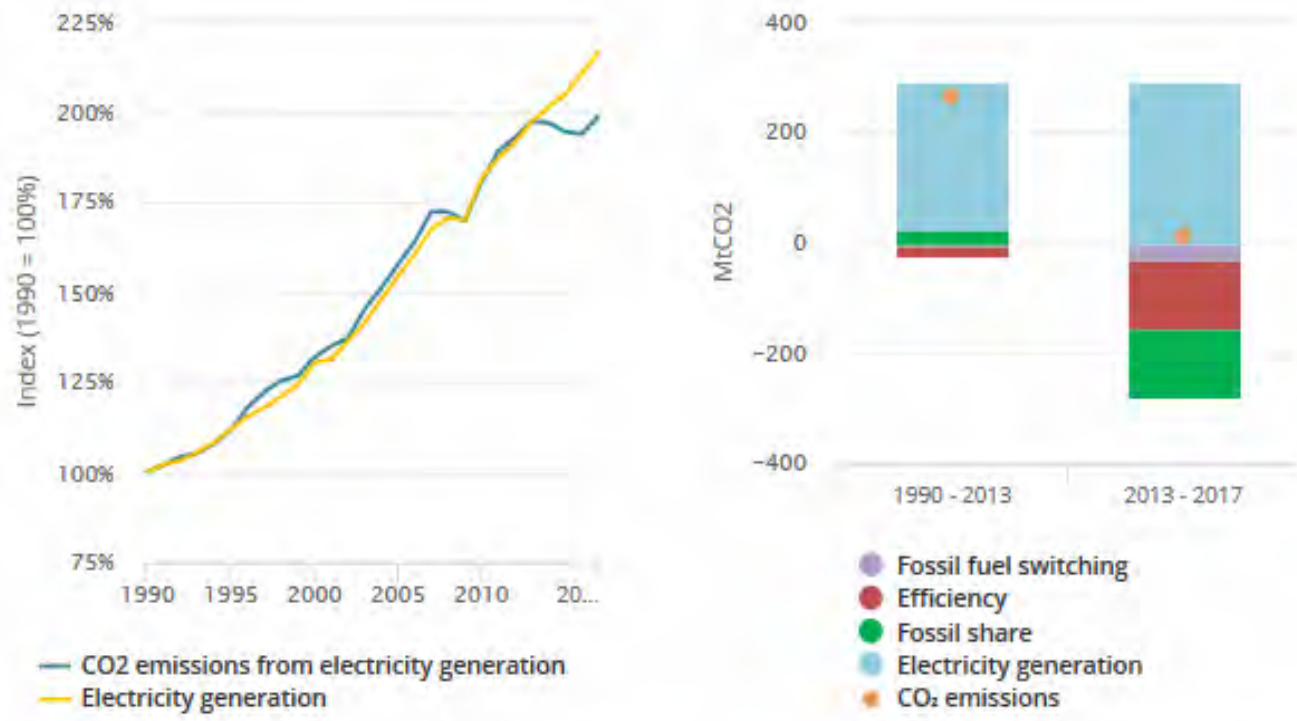 225%
200%
175%
150%
125%
100%
75%
Index (1990 = 100%)
1990 1995 2000 2005 2010 20...
CO2 emissions from electricity generation
Electricity generation
400
200
0
−200
−400
MtCO2
1990 - 2013 2013 - 2017
Fossil fuel switching
Efficiency
Fossil share
Electricity generation
CO₂ emissions